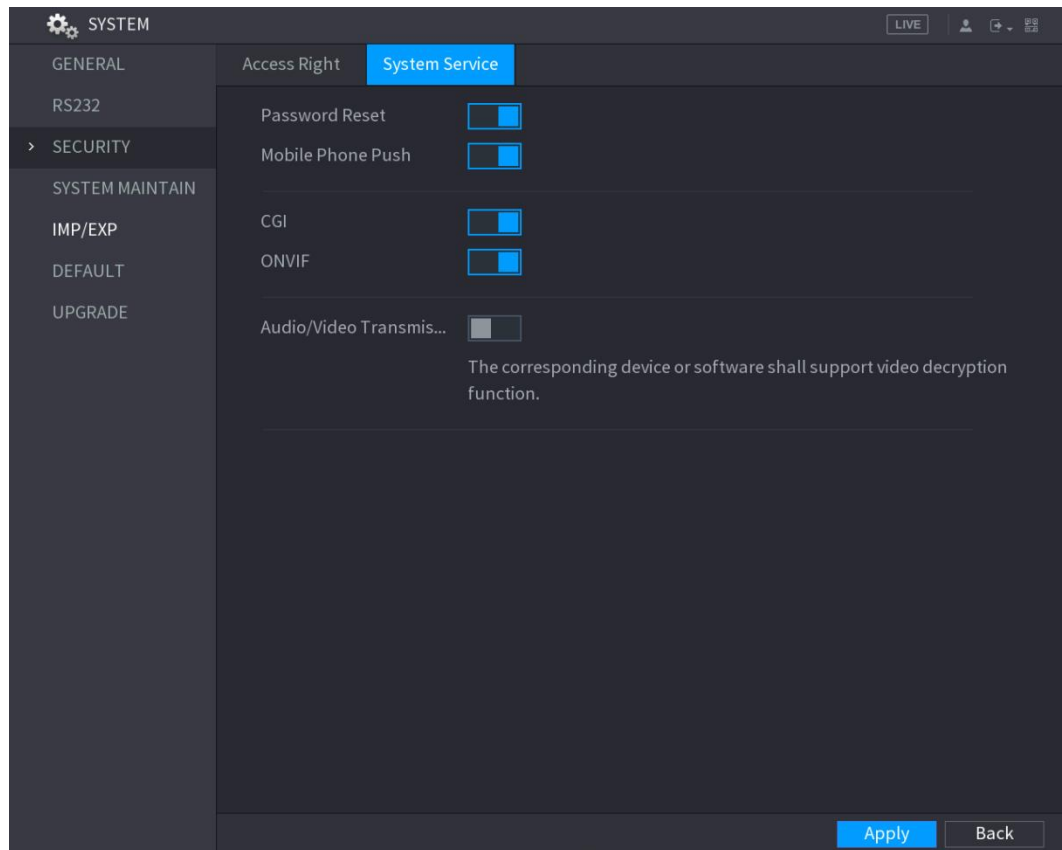 SYSTEM
LIVE
GENERAL
RS232
SECURITY
SYSTEM MAINTAIN
IMP/EXP
DEFAULT
UPGRADE
Access Right
System Service
Password Reset
Mobile Phone Push
CGI
ONVIF
Audio/Video Transmis...
The corresponding device or software shall support video decryption
function.
Apply
Back